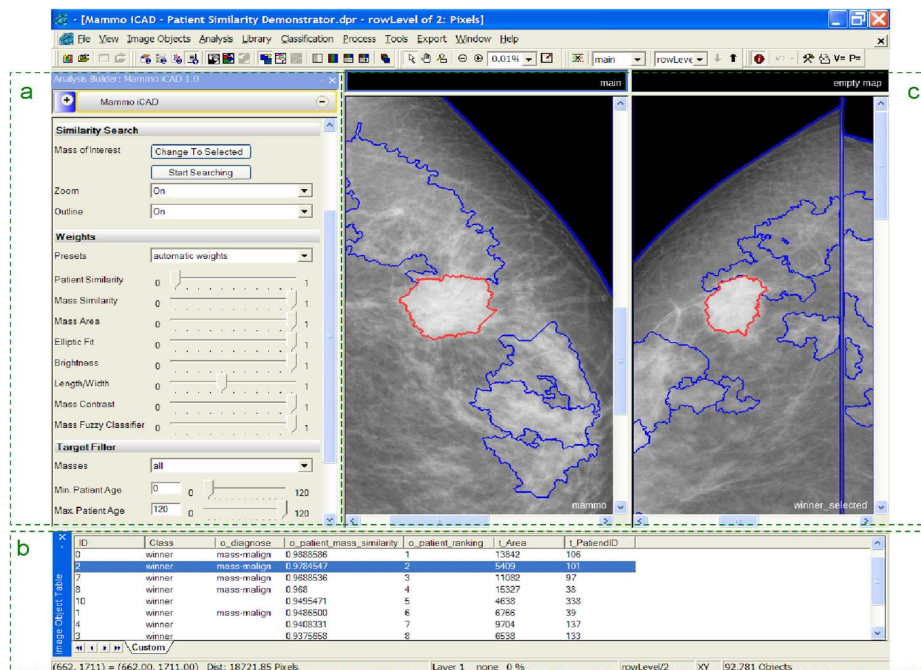 - [Mammo iCAD - Patient Similarity Demonstrator.dpr - rowLevel of 2: Pixels]
File View Image Objects Analysis Library Classification Process Tools Export Window Help
0.01% main rowLeve V= P=
a
Analysis Builder: Mammo iCAD 1.0
Mammo iCAD
Similarity Search
Mass of Interest Change To Selected
Start Searching
Zoom On
Outline On
Weights
Presets automatic weights
Patient Similarity 0 1
Mass Similarity 0 1
Mass Area 0 1
Elliptic Fit 0 1
Brightness 0 1
Length/Width 0 1
Mass Contrast 0 1
Mass Fuzzy Classifier 0 1
Target Filter
Masses all
Min. Patient Age 0 0 120
Max. Patient Age 120 0 120
main
mammo
c
empty map
winner_selected
b
Image Object Table
ID Class o_diagnose o_patient_mass_similarity o_patient_ranking t_Area t_PatiendID
0 winner mass-malign 0.9888586 1 13842 106
2 winner mass-malign 0.9784547 2 5409 101
7 winner mass-malign 0.9688536 3 11082 97
8 winner mass-malign 0.968 4 15327 38
10 winner 0.9495471 5 4638 338
1 winner mass-malign 0.9486500 6 6766 39
4 winner 0.9408331 7 9704 137
3 winner 0.9375658 8 6538 133
Custom
(662, 1711) = (662.00, 1711.00) Dist: 18721.85 Pixels Layer 1 none 0 % rowLevel/2 XY 92,781 Objects